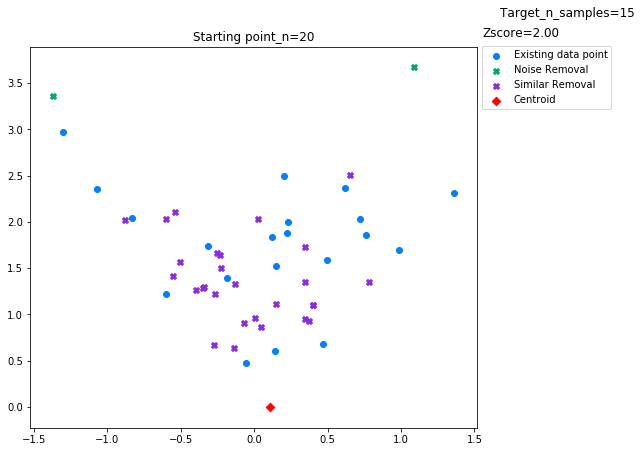 Target_n_samples=15
Zscore=2.00
Starting point_n=20
Existing data point
Noise Removal
Similar Removal
Centroid
3.5
3.0
2.5
2.0
1.5
1.0
0.5
0.0
−1.5 −1.0 −0.5 0.0 0.5 1.0 1.5